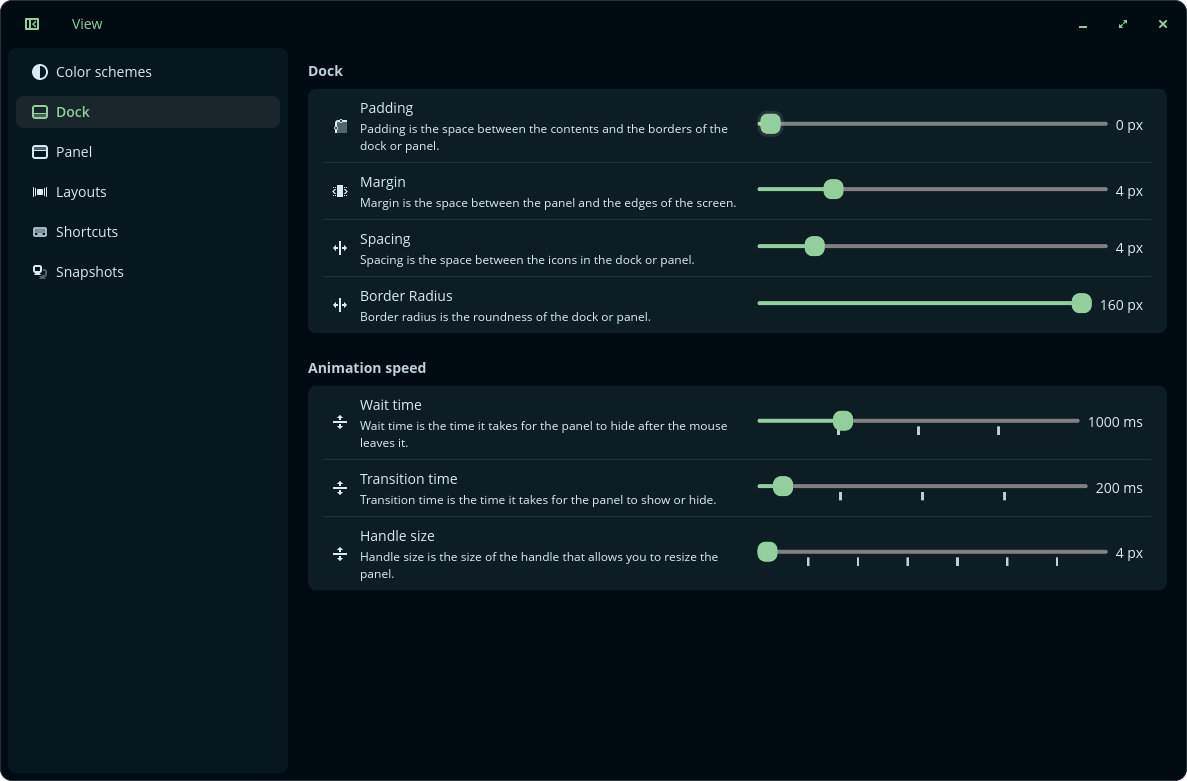 View
Color schemes
Dock
Panel
Layouts
Shortcuts
Snapshots
Dock
Padding
Padding is the space between the contents and the borders of the
dock or panel.
0 px
Margin
Margin is the space between the panel and the edges of the screen.
4 px
Spacing
Spacing is the space between the icons in the dock or panel.
4 px
Border Radius
Border radius is the roundness of the dock or panel.
160 px
Animation speed
Wait time
Wait time is the time it takes for the panel to hide after the mouse
leaves it.
1000 ms
Transition time
Transition time is the time it takes for the panel to show or hide.
200 ms
Handle size
Handle size is the size of the handle that allows you to resize the
panel.
4 px